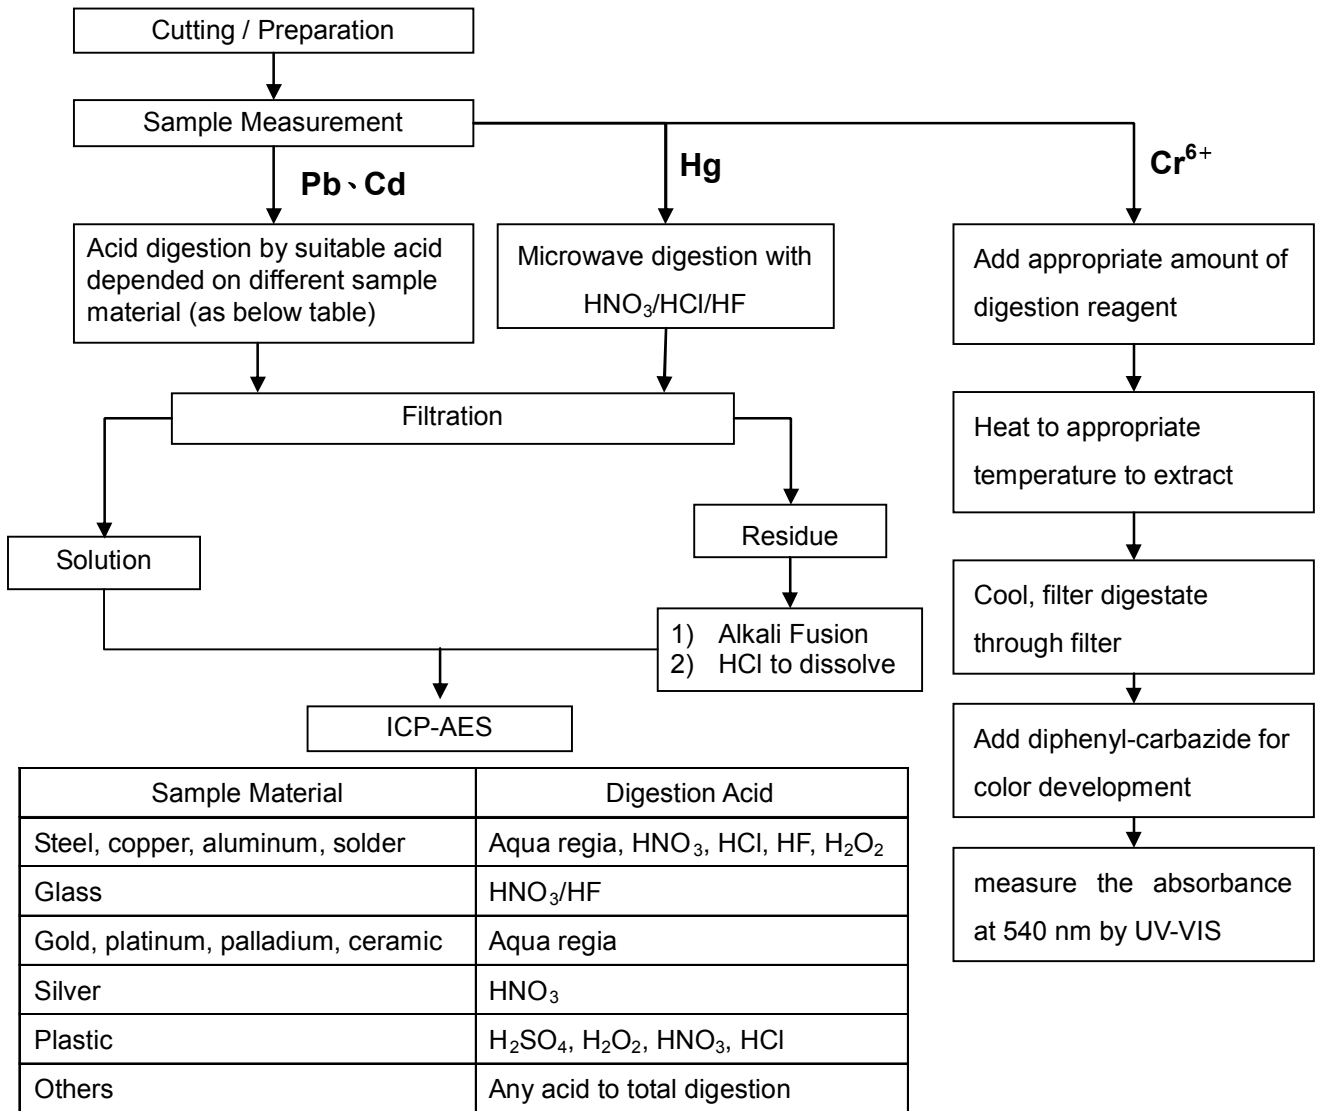 Cutting / Preparation
Sample Measurement
Pb、Cd
Hg
Cr⁶⁺
Acid digestion by suitable acid
depended on different sample
material (as below table)
Microwave digestion with
HNO₃/HCl/HF
Add appropriate amount of
digestion reagent
Filtration
Heat to appropriate
temperature to extract
Solution
Residue
1) Alkali Fusion
2) HCl to dissolve
Cool, filter digestate
through filter
ICP-AES
Add diphenyl-carbazide for
color development
measure the absorbance
at 540 nm by UV-VIS
Sample Material Digestion Acid
Steel, copper, aluminum, solder Aqua regia, HNO₃, HCl, HF, H₂O₂
Glass HNO₃/HF
Gold, platinum, palladium, ceramic Aqua regia
Silver HNO₃
Plastic H₂SO₄, H₂O₂, HNO₃, HCl
Others Any acid to total digestion